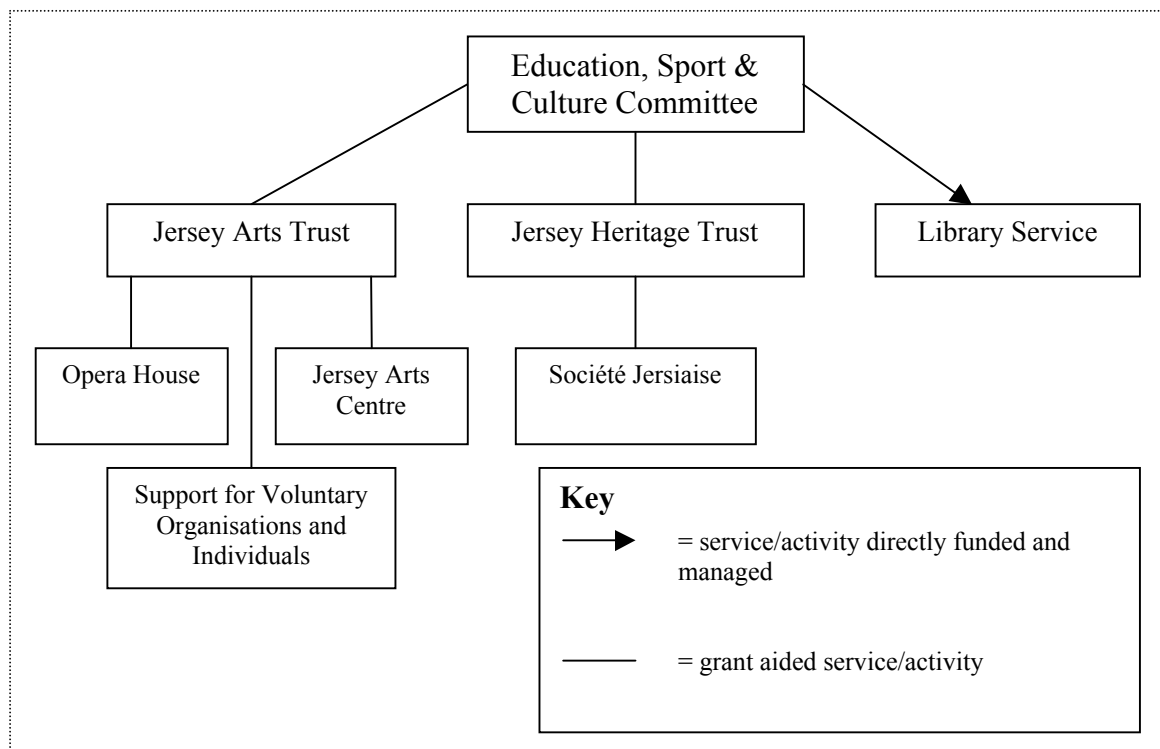 Education, Sport &
Culture Committee
Jersey Arts Trust
Jersey Heritage Trust
Library Service
Opera House
Jersey Arts
Centre
Société Jersiaise
Support for Voluntary
Organisations and
Individuals
Key
= service/activity directly funded and
managed
= grant aided service/activity